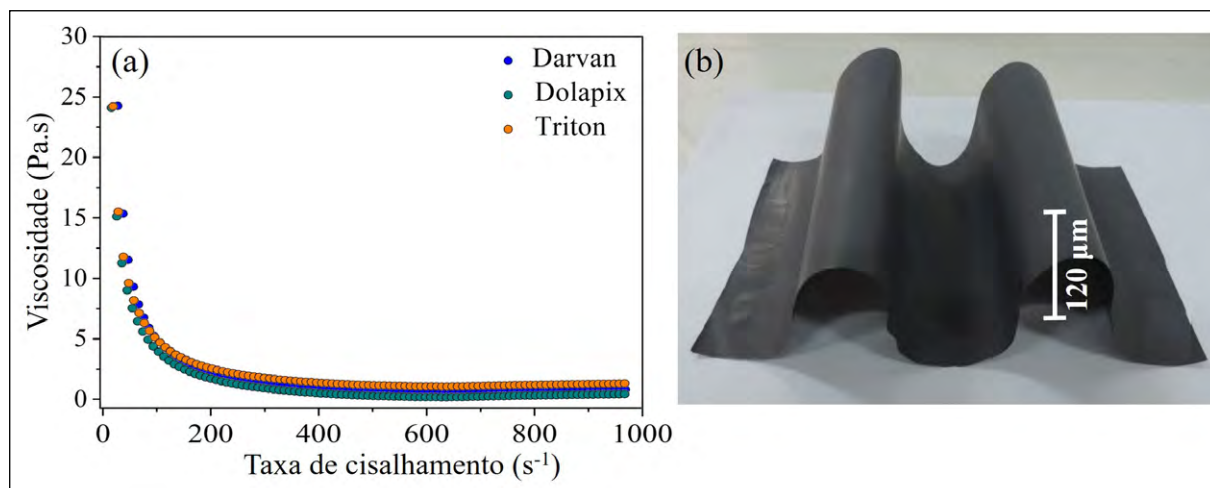 (a)
Darvan
Dolapix
Triton
Viscosidade (Pa.s)
30
25
20
15
10
5
0
0 200 400 600 800 1000
Taxa de cisalhamento (s⁻¹)
(b)
120 µm